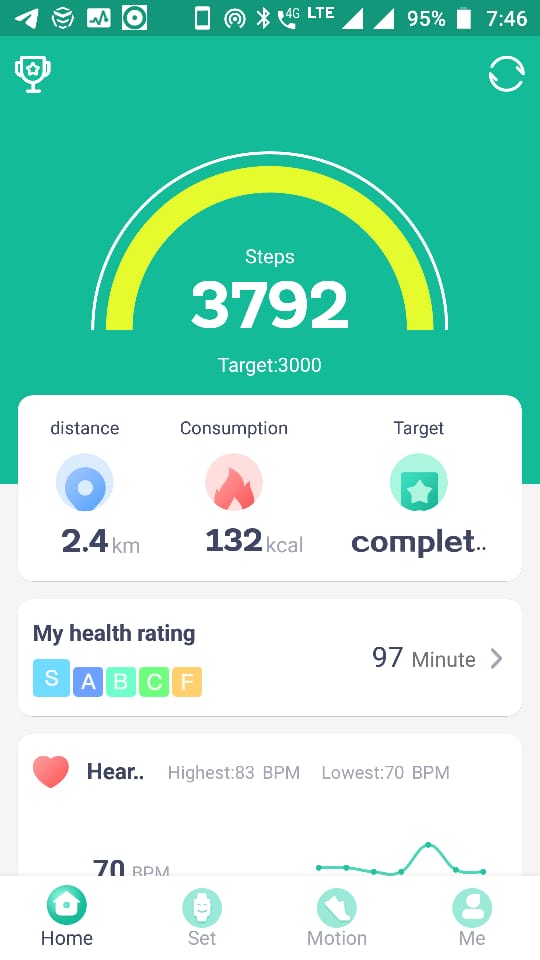 4G LTE 95% 7:46
Steps
3792
Target:3000
distance Consumption Target
2.4 km 132 kcal complet..
My health rating
97 Minute
S A B C F
Hear.. Highest:83 BPM Lowest:70 BPM
70 BPM
Home Set Motion Me